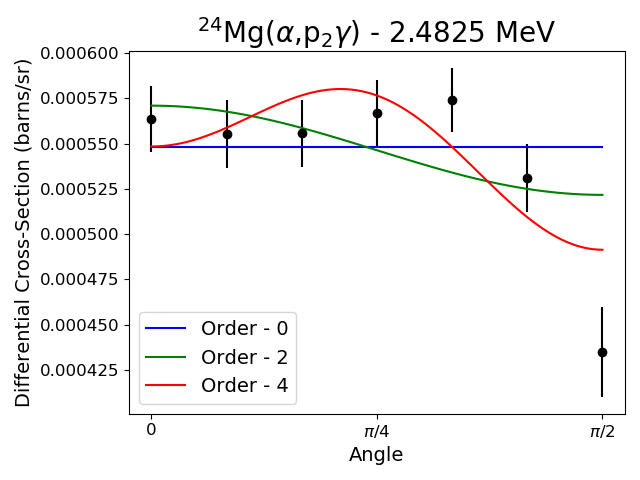 ²⁴Mg(α,p₂γ) - 2.4825 MeV
Differential Cross-Section (barns/sr)
0.000600
0.000575
0.000550
0.000525
0.000500
0.000475
0.000450
0.000425
Order - 0
Order - 2
Order - 4
0 π/4 π/2
Angle